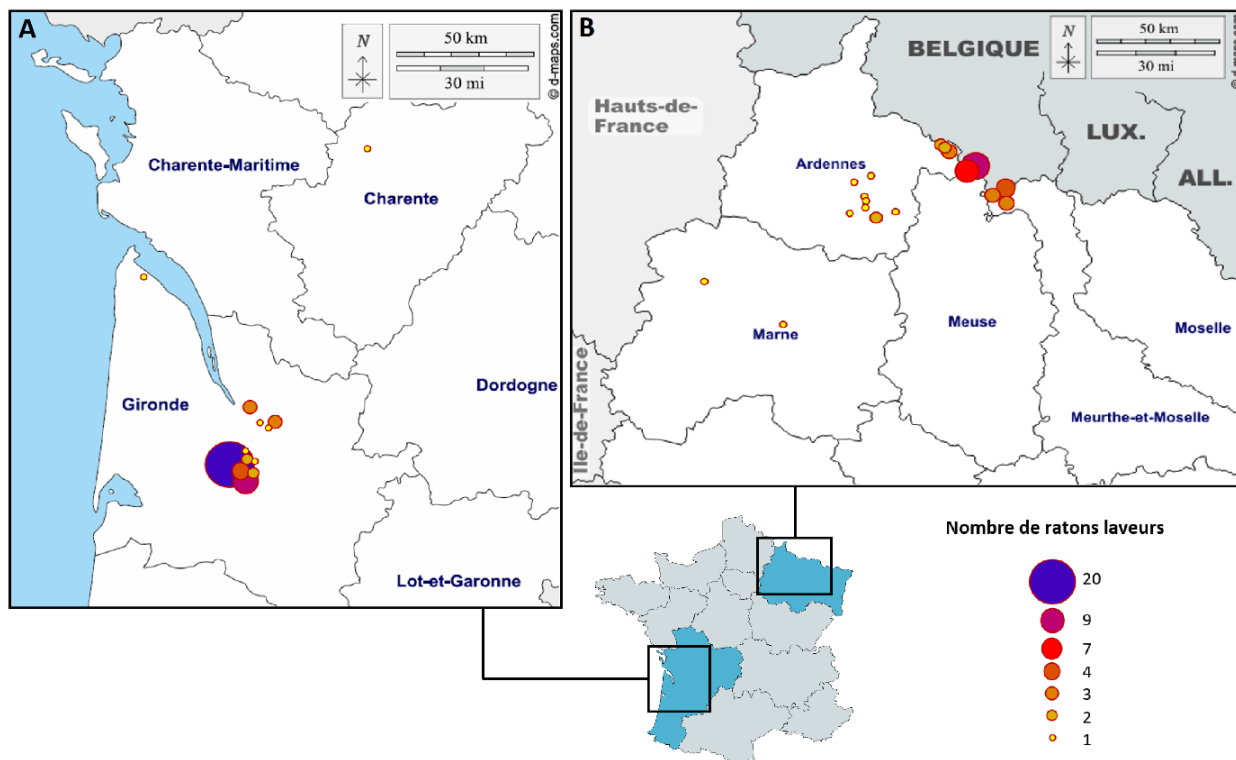 A
N
50 km
30 mi
© d-maps.com
Charente-Maritime
Charente
Gironde
Dordogne
Lot-et-Garonne
B
N
50 km
30 mi
© d-maps.com
BELGIQUE
Hauts-de-
France
LUX.
ALL.
Ardennes
Marne
Meuse
Moselle
Meurthe-et-Moselle
Ile-de-France
Nombre de ratons laveurs
20
9
7
4
3
2
1